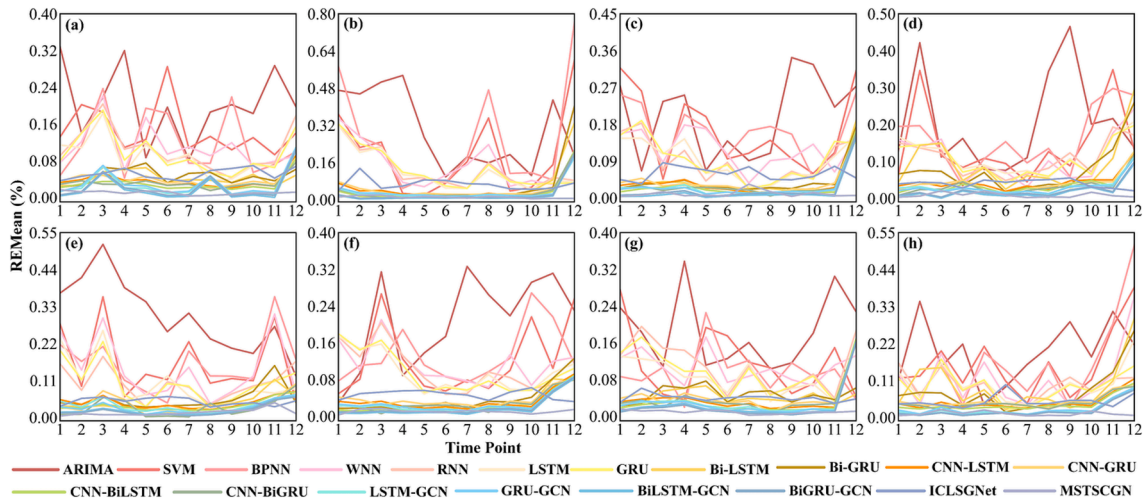 (a) (b) (c) (d)
0.40 0.80 0.45 0.50
0.32 0.64 0.36 0.40
0.24 0.48 0.27 0.30
0.16 0.32 0.18 0.20
0.08 0.16 0.09 0.10
0.00 0.00 0.00 0.00
1 2 3 4 5 6 7 8 9 10 11 12 1 2 3 4 5 6 7 8 9 10 11 12 1 2 3 4 5 6 7 8 9 10 11 12 1 2 3 4 5 6 7 8 9 10 11 12
REMean (%)
(e) (f) (g) (h)
0.55 0.40 0.40 0.55
0.44 0.32 0.32 0.44
0.33 0.24 0.24 0.33
0.22 0.16 0.16 0.22
0.11 0.08 0.08 0.11
0.00 0.00 0.00 0.00
1 2 3 4 5 6 7 8 9 10 11 12 1 2 3 4 5 6 7 8 9 10 11 12 1 2 3 4 5 6 7 8 9 10 11 12 1 2 3 4 5 6 7 8 9 10 11 12
Time Point
ARIMA SVM BPNN WNN RNN LSTM GRU Bi-LSTM Bi-GRU CNN-LSTM CNN-GRU
CNN-BiLSTM CNN-BiGRU LSTM-GCN GRU-GCN BiLSTM-GCN BiGRU-GCN ICLSGNet MSTSCGN